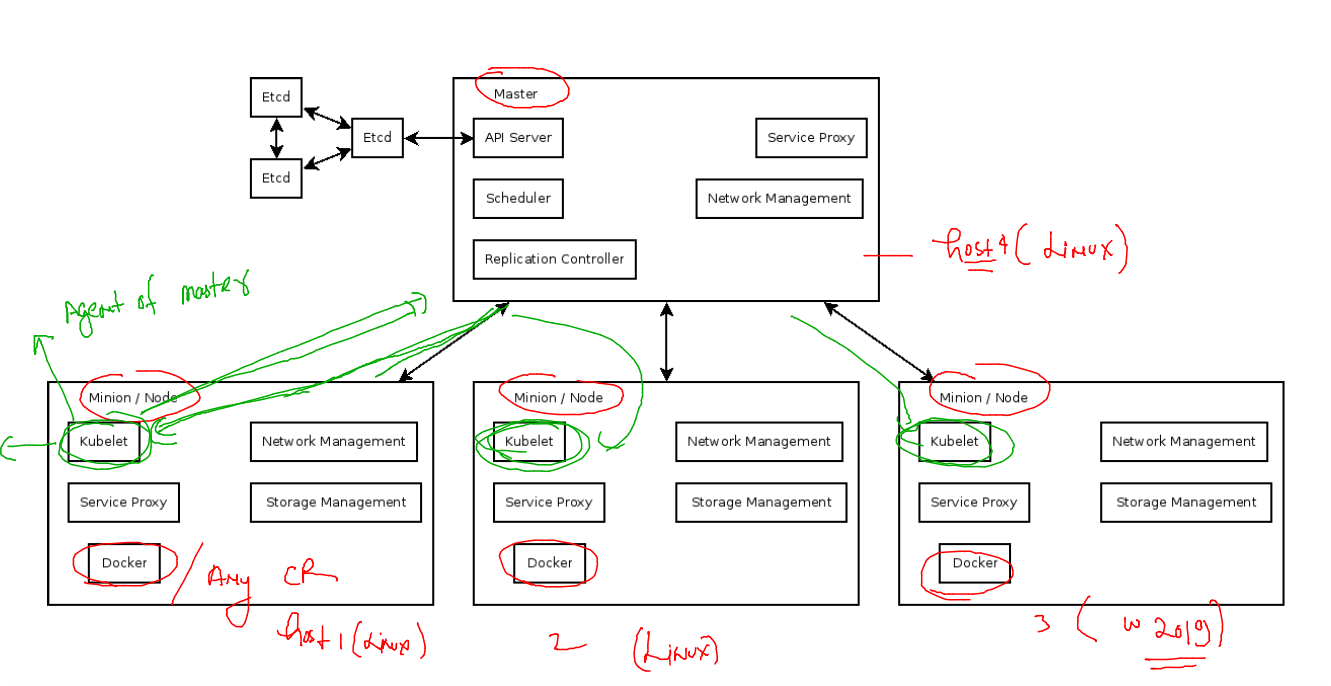 Etcd
Master
Etcd
API Server
Service Proxy
Etcd
Scheduler
Network Management
host4 (Linux)
Replication Controller
Agent of master
Minion / Node
Minion / Node
Minion / Node
Kubelet
Network Management
Kubelet
Network Management
Kubelet
Network Management
Service Proxy
Storage Management
Service Proxy
Storage Management
Service Proxy
Storage Management
Docker
/ Any CR
Docker
Docker
host1 (Linux)
2 (Linux)
3 (W 2019)